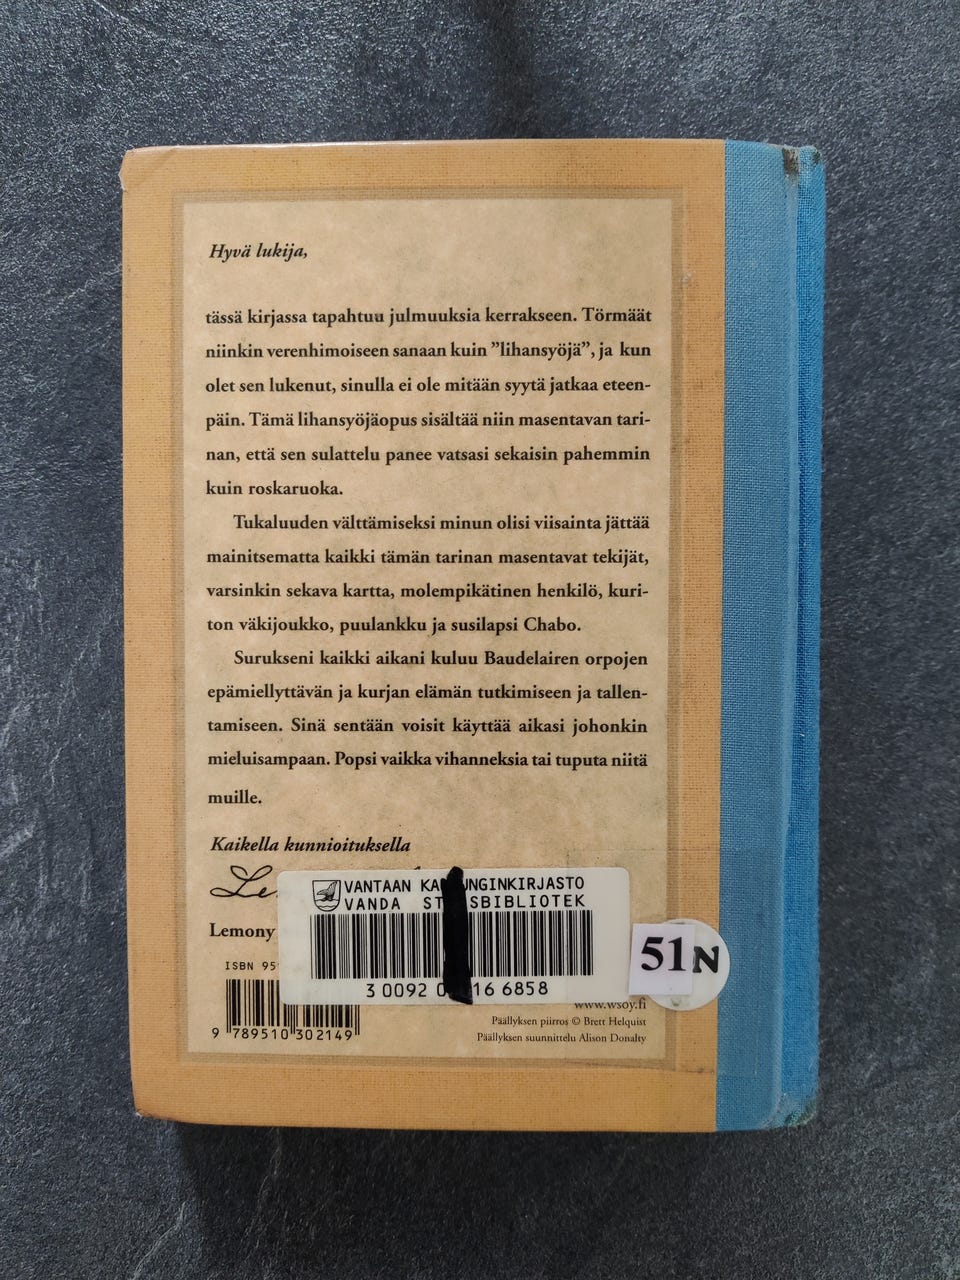 Hyvä lukija,
tässä kirjassa tapahtuu julmuuksia kerrakseen. Törmäät
niinkin verenhimoiseen sanaan kuin ”lihansyöjä”, ja kun
olet sen lukenut, sinulla ei ole mitään syytä jatkaa eteen-
päin. Tämä lihansyöjäopus sisältää niin masentavan tari-
nan, että sen sulattelu panee vatsasi sekaisin pahemmin
kuin roskaruoka.
Tukaluuden välttämiseksi minun olisi viisainta jättää
mainitsematta kaikki tämän tarinan masentavat tekijät,
varsinkin sekava kartta, molempikätinen henkilö, kuri-
ton väkijoukko, puulankku ja susilapsi Chabo.
Surukseni kaikki aikani kuluu Baudelairen orpojen
epämiellyttävän ja kurjan elämän tutkimiseen ja tallen-
tamiseen. Sinä sentään voisit käyttää aikasi johonkin
mieluisampaan. Popsi vaikka vihanneksia tai tuputa niitä
muille.
Kaikella kunnioituksella
VANTAAN KA UNGINKIRJASTO
VANDA ST SBIBLIOTEK
Lemony
3 0092 0 16 6858
51 N
ISBN 95
www.wsoy.fi
9 789510 302149
Päällyksen piirros © Brett Helquist
Päällyksen suunnittelu Alison Donalty